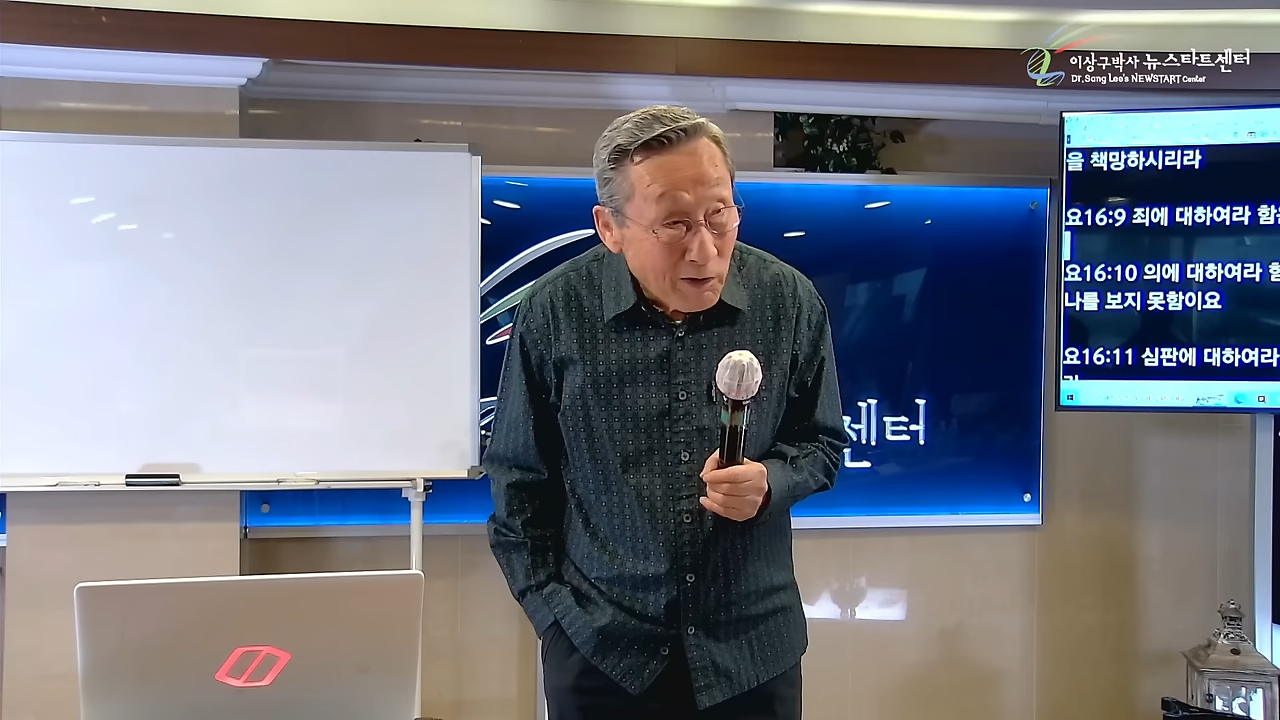 이상구박사 뉴스타트센터
Dr. Sang Lee's NEWSTART Center
을 책망하시리라
요16:9 죄에 대하여라 함은
요16:10 의에 대하여라 함
나를 보지 못함이요
요16:11 심판에 대하여라
센터